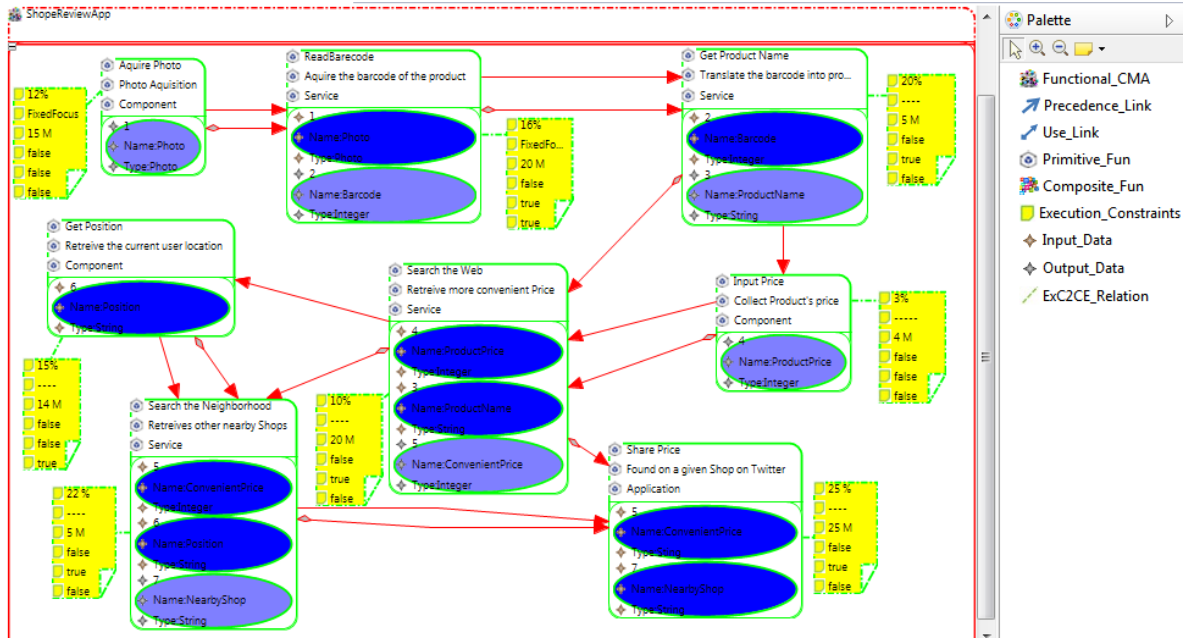 ShopeReviewApp
Aquire Photo
Photo Aquisition
Component
1
Name:Photo
Type:Photo
12%
FixedFocus
15 M
false
false
false
ReadBarecode
Aquire the barcode of the product
Service
1
Name:Photo
Type:Photo
2
Name:Barcode
Type:Integer
16%
FixedFo...
20 M
false
true
true
Get Product Name
Translate the barcode into pro...
Service
2
Name:Barcode
Type:Integer
3
Name:ProductName
Type:String
20%
----
5 M
false
true
false
Get Position
Retreive the current user location
Component
6
Name:Position
Type:String
15%
----
14 M
false
false
true
Search the Web
Retreive more convenient Price
Service
4
Name:ProductPrice
Type:Integer
3
Name:ProductName
Type:String
5
Name:ConvenientPrice
Type:Integer
10%
----
20 M
false
true
false
Input Price
Collect Product's price
Component
4
Name:ProductPrice
Type:Integer
3%
-----
4 M
false
false
false
Search the Neighborhood
Retreives other nearby Shops
Service
5
Name:ConvenientPrice
Type:Integer
6
Name:Position
Type:String
7
Name:NearbyShop
Type:String
22 %
----
5 M
false
true
false
Share Price
Found on a given Shop on Twitter
Application
5
Name:ConvenientPrice
Type:Sting
7
Name:NearbyShop
Type:String
25 %
----
25 M
false
true
false
Palette
Functional_CMA
Precedence_Link
Use_Link
Primitive_Fun
Composite_Fun
Execution_Constraints
Input_Data
Output_Data
ExC2CE_Relation